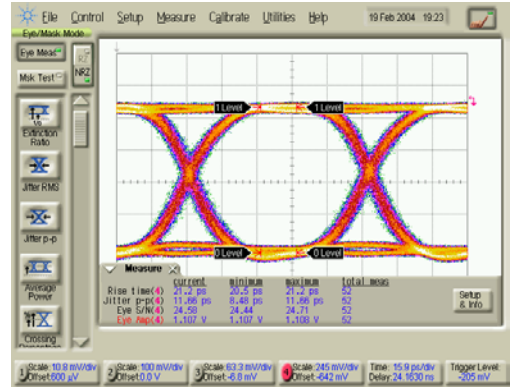 File Control Setup Measure Calibrate Utilities Help 19 Feb 2004 19:23
Eye/Mask Mode
Eye Meas
RZ
NRZ
Msk Test
Extinction Ratio
Jitter RMS
Jitter p-p
Average Power
Crossing
1 Level 1 Level
0 Level 0 Level
Measure
current minimum maximum total meas
Rise time(4) 21.2 ps 20.5 ps 21.2 ps 52
Jitter p-p(4) 11.66 ps 8.48 ps 11.66 ps 52
Eye S/N(4) 24.58 24.44 24.71 52
Eye Amp(4) 1.107 V 1.107 V 1.108 V 52
Setup & Info
1 Scale: 10.8 mV/div Offset:600 µV
2 Scale: 100 mV/div Offset:0.0 V
3 Scale: 63.3 mV/div Offset:-6.8 mV
4 Scale: 245 mV/div Offset:-642 mV
Time: 15.9 ps/div Delay:24.1630 ns
Trigger Level: -205 mV